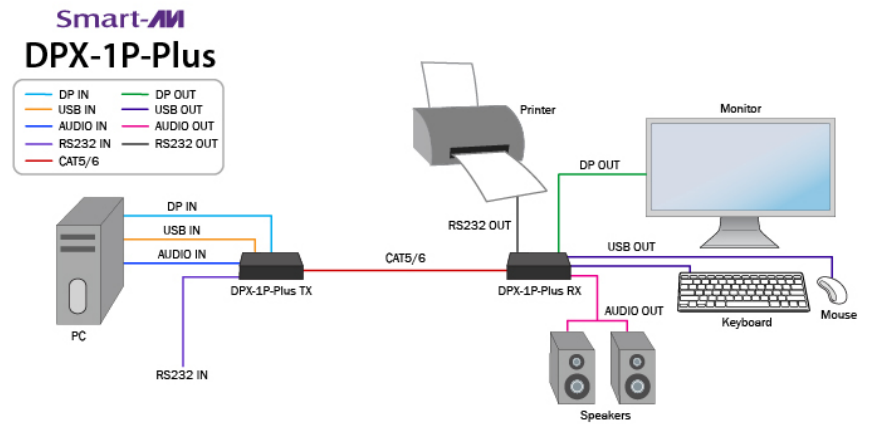 Smart-AVI
DPX-1P-Plus
DP IN DP OUT
USB IN USB OUT
AUDIO IN AUDIO OUT
RS232 IN RS232 OUT
CAT5/6
Printer
Monitor
DP OUT
DP IN
RS232 OUT
USB IN
USB OUT
AUDIO IN
CAT5/6
DPX-1P-Plus TX
DPX-1P-Plus RX
AUDIO OUT
Keyboard
Mouse
PC
RS232 IN
Speakers